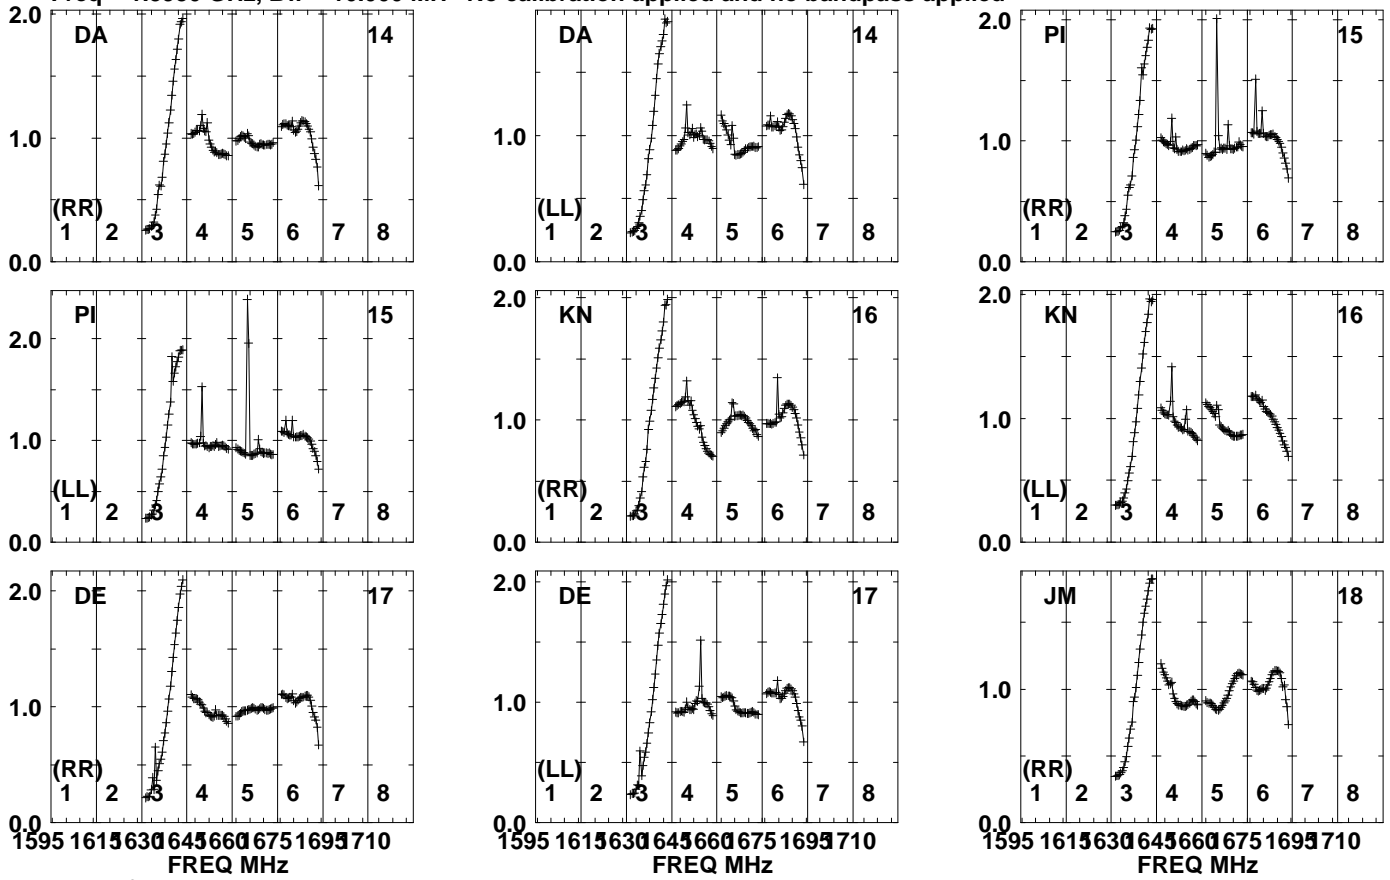 No calibration applied and no bandpass applied
2.0 DA 14 DA 14 2.0 PI 15
1.5 2.0
1.0 1.0 1.0
(RR) (LL) (RR)
1 2 3 4 5 6 7 8 1 2 3 4 5 6 7 8 1 2 3 4 5 6 7 8
0.0 0.0 0.0
PI 15 2.0 KN 16 2.0 KN 16
2.0
1.0 1.0 1.0
(LL) (RR) (LL)
1 2 3 4 5 6 7 8 1 2 3 4 5 6 7 8 1 2 3 4 5 6 7 8
0.0 0.0 0.0
2.0 DE 17 2.0 DE 17 JM 18
1.0 1.0 1.0
(RR) (LL) (RR)
1 2 3 4 5 6 7 8 1 2 3 4 5 6 7 8 1 2 3 4 5 6 7 8
0.0 0.0 0.0
1595 1615 1630 1645 1660 1675 1695 1710 1595 1615 1630 1645 1660 1675 1695 1710 1595 1615 1630 1645 1660 1675 1695 1710
FREQ MHz FREQ MHz FREQ MHz